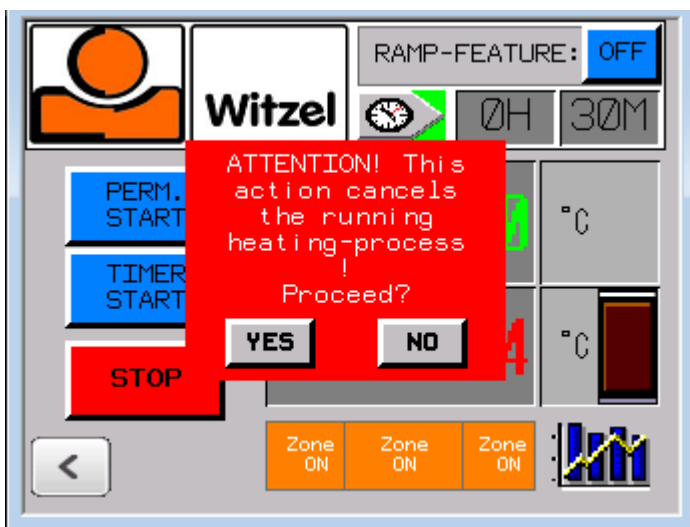 RAMP-FEATURE: OFF
Witzel
0H 30M
ATTENTION! This
action cancels
the running
heating-process
!
Proceed?
YES NO
PERM.
START
°C
TIMER
START
°C
STOP
<
Zone Zone Zone
ON ON ON